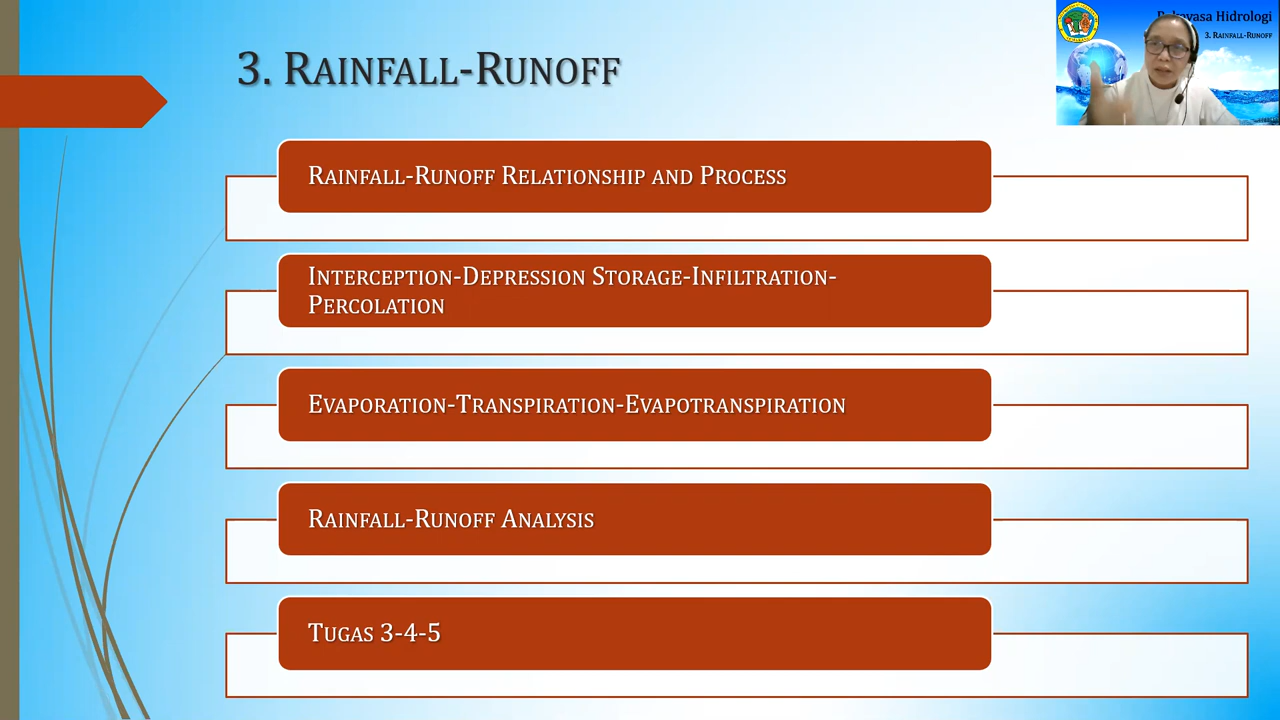 3. Rainfall-Runoff
Rainfall-Runoff Relationship and Process
Interception-Depression Storage-Infiltration-
Percolation
Evaporation-Transpiration-Evapotranspiration
Rainfall-Runoff Analysis
Tugas 3-4-5
Hidrologi
3. Rainfall-Runoff